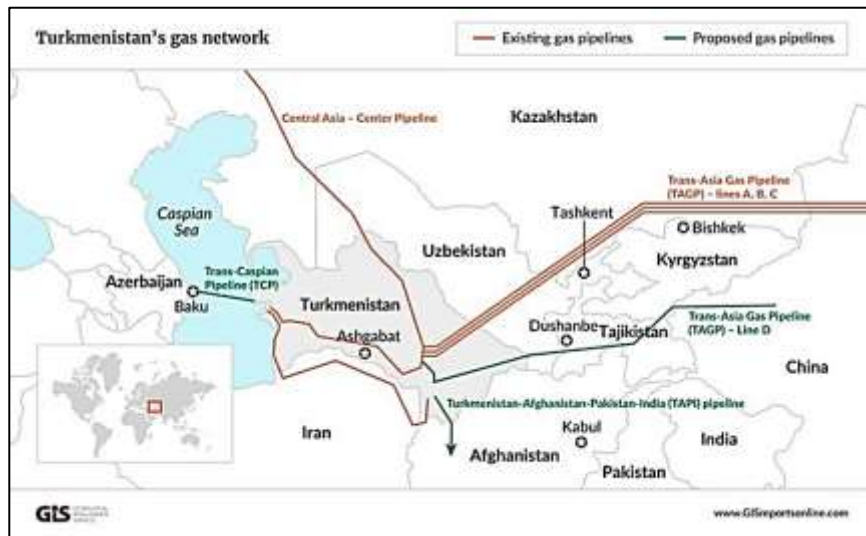 Turkmenistan's gas network
Existing gas pipelines
Proposed gas pipelines
Central Asia – Center Pipeline
Kazakhstan
Trans-Asia Gas Pipeline
(TAGP) – lines A, B, C
Tashkent
Caspian
Sea
Bishkek
Uzbekistan
Kyrgyzstan
Azerbaijan
Trans-Caspian
Pipeline (TCP)
Baku
Turkmenistan
Ashgabat
Dushanbe
Tajikistan
Trans-Asia Gas Pipeline
(TAGP) – Line D
China
Turkmenistan-Afghanistan-Pakistan-India (TAPI) pipeline
Iran
Kabul
India
Afghanistan
Pakistan
GIS
www.GISreportsonline.com